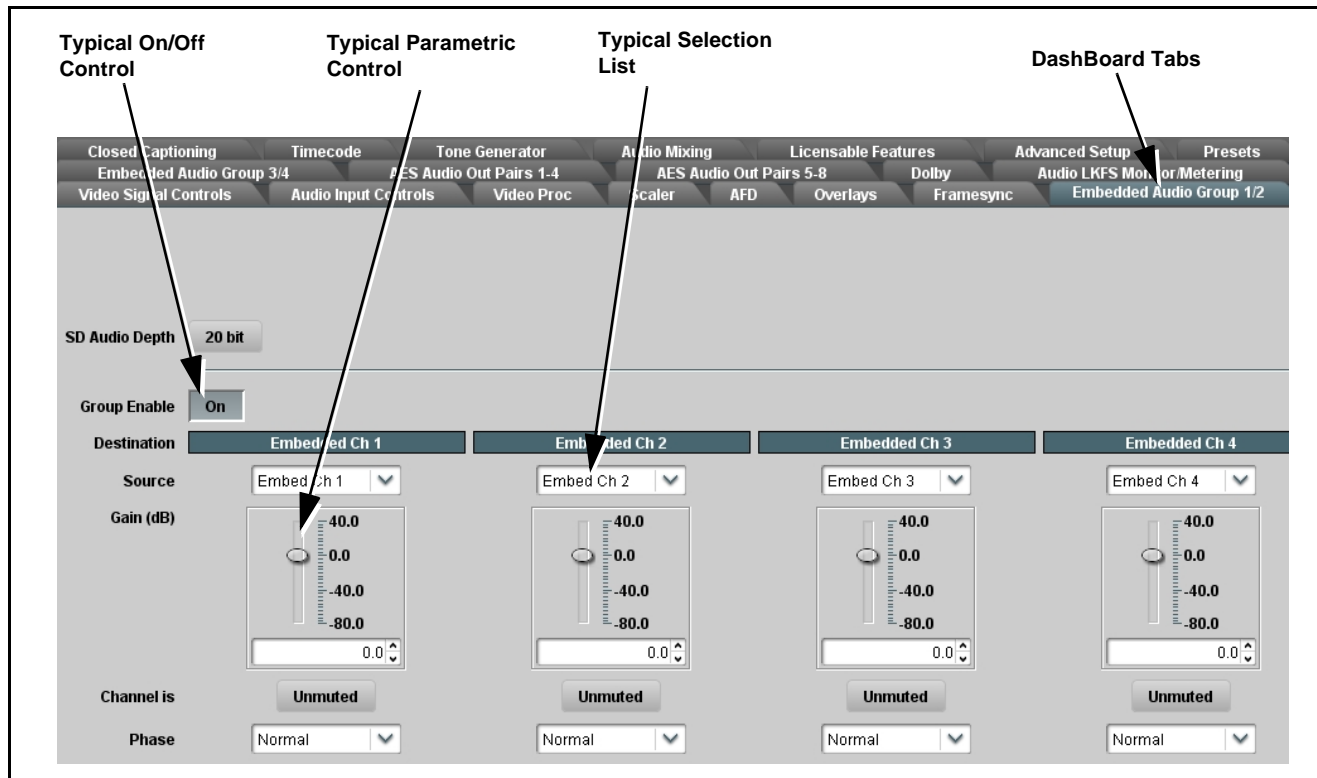 Typical On/Off
Control
Typical Parametric
Control
Typical Selection
List
DashBoard Tabs
Closed Captioning Timecode Tone Generator Audio Mixing Licensable Features Advanced Setup Presets
Embedded Audio Group 3/4 AES Audio Out Pairs 1-4 AES Audio Out Pairs 5-8 Dolby Audio LKFS Monitor/Metering
Video Signal Controls Audio Input Controls Video Proc Scaler AFD Overlays Framesync Embedded Audio Group 1/2
SD Audio Depth 20 bit
Group Enable On
Destination Embedded Ch 1 Embedded Ch 2 Embedded Ch 3 Embedded Ch 4
Source Embed Ch 1 Embed Ch 2 Embed Ch 3 Embed Ch 4
Gain (dB) 40.0 40.0 40.0 40.0
0.0 0.0 0.0 0.0
-40.0 -40.0 -40.0 -40.0
-80.0 -80.0 -80.0 -80.0
0.0 0.0 0.0 0.0
Channel is Unmuted Unmuted Unmuted Unmuted
Phase Normal Normal Normal Normal